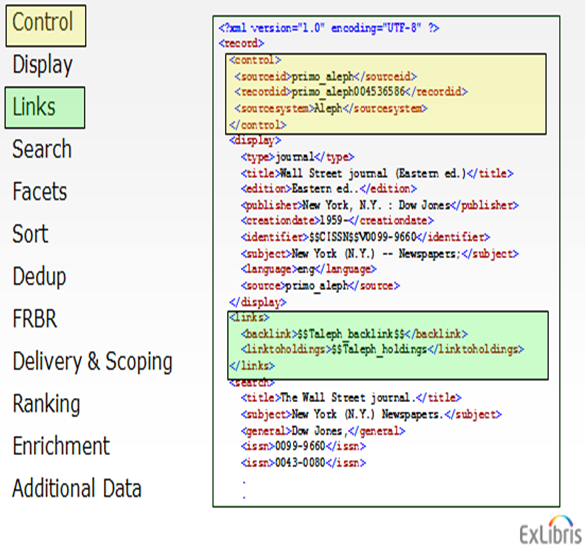 Control
Display
Links
Search
Facets
Sort
Dedup
FRBR
Delivery & Scoping
Ranking
Enrichment
Additional Data
<?xml version="1.0" encoding="UTF-8" ?>
<record>
<control>
<sourceid>primo_aleph</sourceid>
<recordid>primo_aleph004536586</recordid>
<sourcesystem>Aleph</sourcesystem>
</control>
<display>
<type>journal</type>
<title>Wall Street journal (Eastern ed.)</title>
<edition>Eastern ed..</edition>
<publisher>New York, N.Y. : Dow Jones</publisher>
<creationdate>1959-</creationdate>
<identifier>$$CISSN$$V0099-9660</identifier>
<subject>New York (N.Y.) -- Newspapers;</subject>
<language>eng</language>
<source>primo_aleph</source>
</display>
<links>
<backlink>$$Taleph_backlink$$</backlink>
<linktoholdings>$$Taleph_holdings</linktoholdings>
</links>
<search>
<title>The Wall Street journal.</title>
<subject>New York (N.Y.) Newspapers.</subject>
<general>Dow Jones,</general>
<issn>0099-9660</issn>
<issn>0043-0080</issn>
.
.
ExLibris